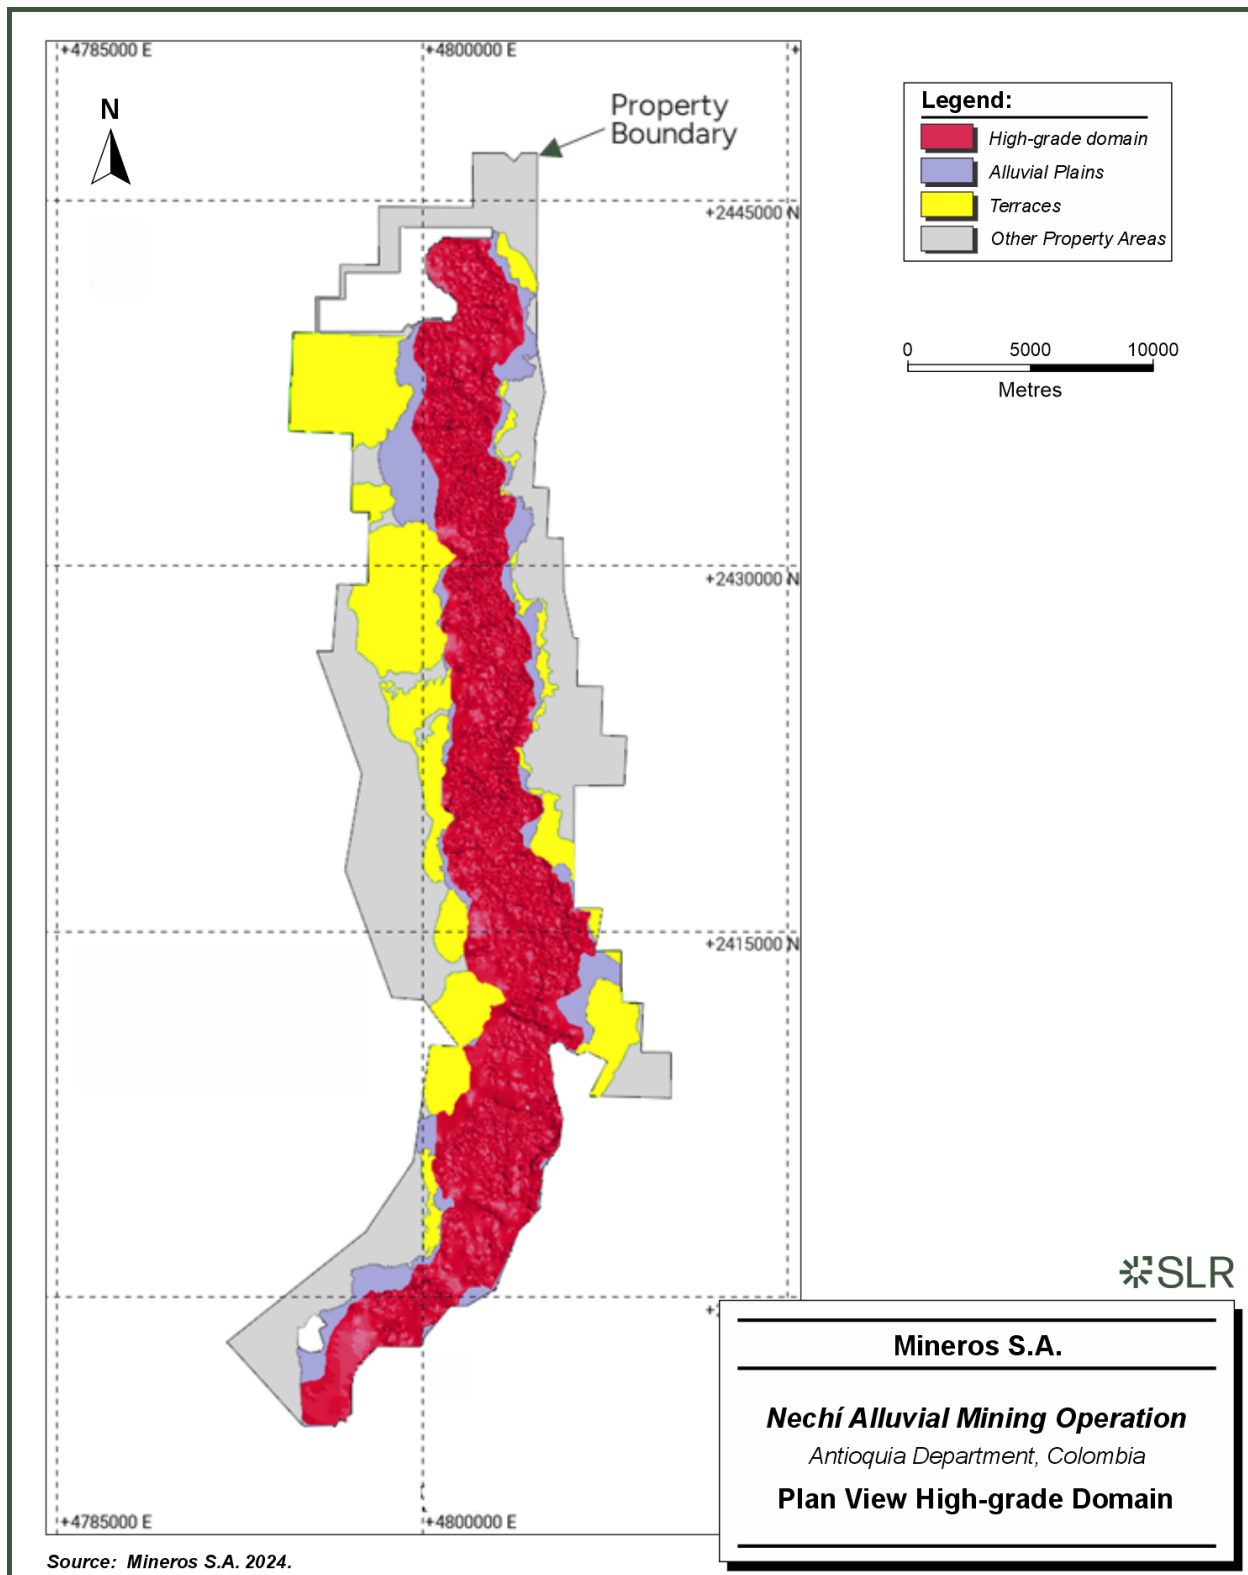 +4785000 E
+4800000 E
+
N
Property
Boundary
+2445000 N
+2430000 N
+2415000 N
Legend:
High-grade domain
Alluvial Plains
Terraces
Other Property Areas
0 5000 10000
Metres
SLR
Mineros S.A.
Nechí Alluvial Mining Operation
Antioquia Department, Colombia
Plan View High-grade Domain
+4785000 E
+4800000 E
Source: Mineros S.A. 2024.